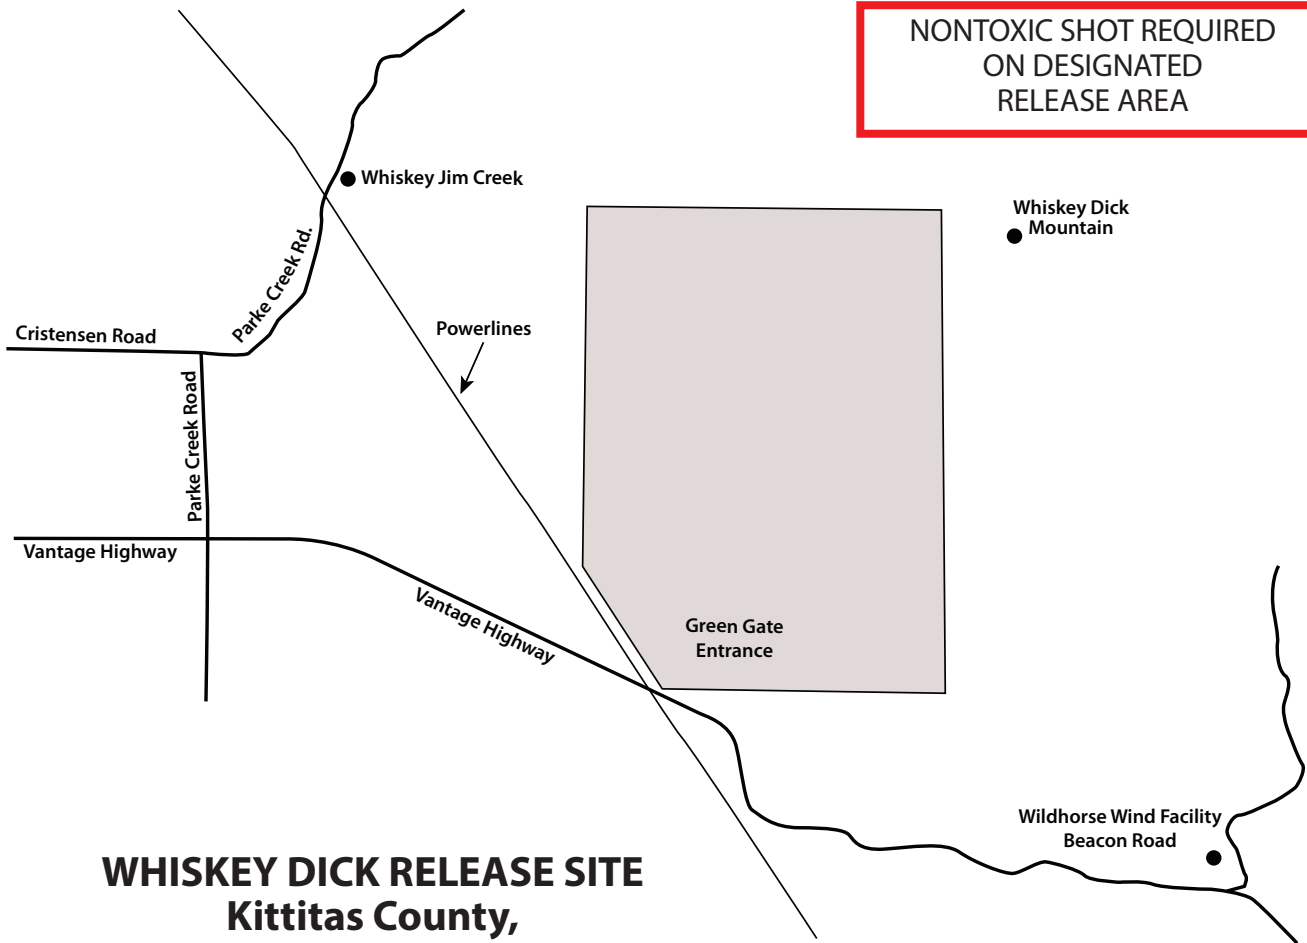 NONTOXIC SHOT REQUIRED
ON DESIGNATED
RELEASE AREA
Whiskey Jim Creek
Whiskey Dick
Mountain
Parke Creek Rd.
Powerlines
Cristensen Road
Parke Creek Road
Vantage Highway
Vantage Highway
Green Gate
Entrance
Wildhorse Wind Facility
Beacon Road
WHISKEY DICK RELEASE SITE
Kittitas County,